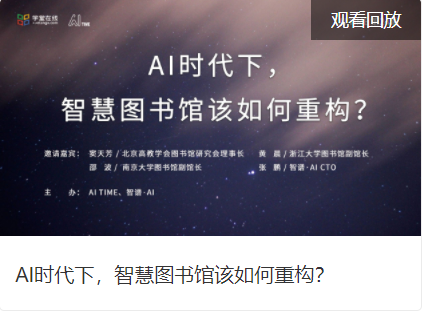 学堂在线
AI TIME
观看回放
AI时代下，
智慧图书馆该如何重构？
邀请嘉宾： 窦天芳 / 北京高教学会图书馆研究会理事长 黄 晨 / 浙江大学图书馆副馆长
邵 波 / 南京大学图书馆副馆长 张 鹏 / 智谱·AI CTO
主 办： AI TIME、智谱·AI
AI时代下，智慧图书馆该如何重构？